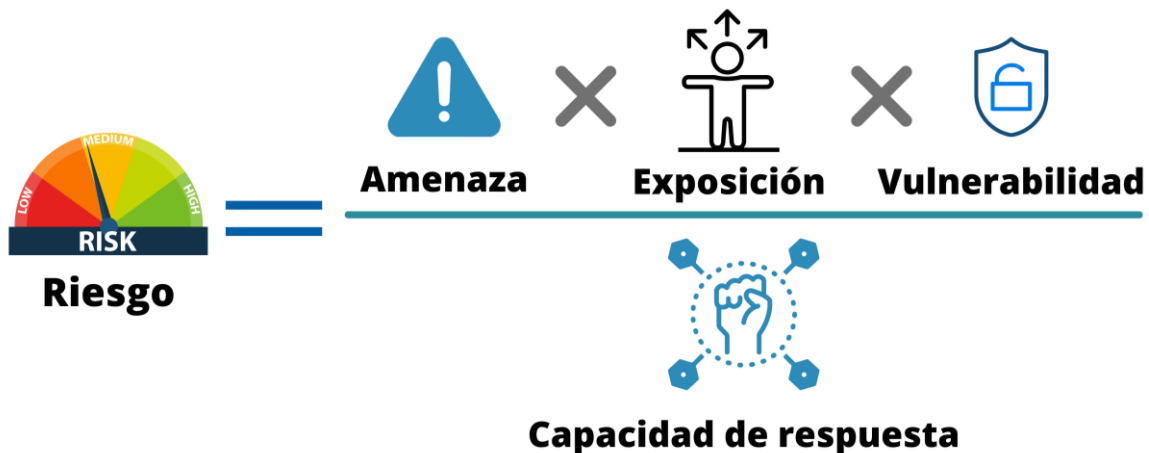 Amenaza
Exposición
Vulnerabilidad
LOW
MEDIUM
HIGH
RISK
Riesgo
Capacidad de respuesta